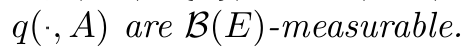 q(·, A) are 𝓑(E)-measurable.